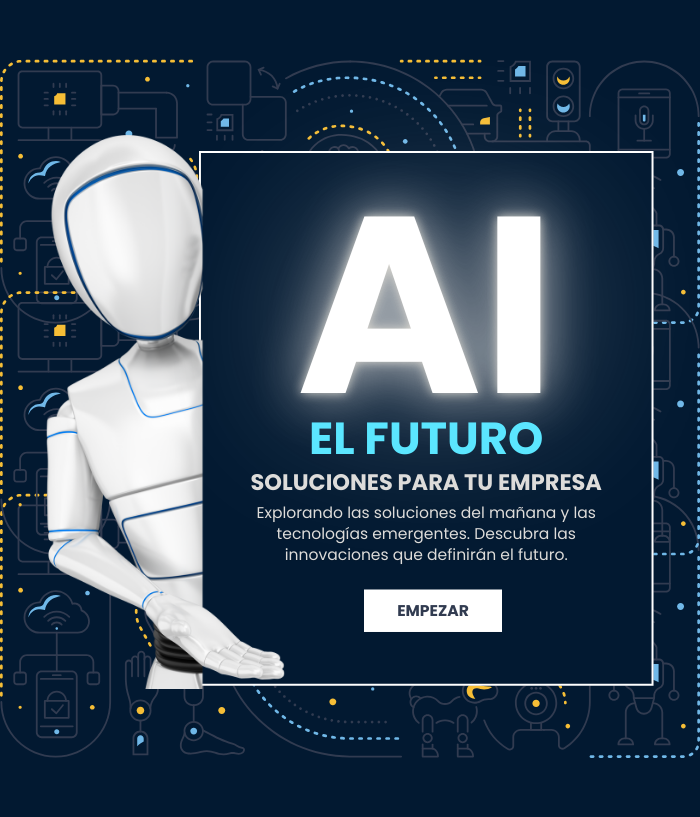 AI
EL FUTURO
SOLUCIONES PARA TU EMPRESA
Explorando las soluciones del mañana y las
tecnologías emergentes. Descubra las
innovaciones que definirán el futuro.
EMPEZAR